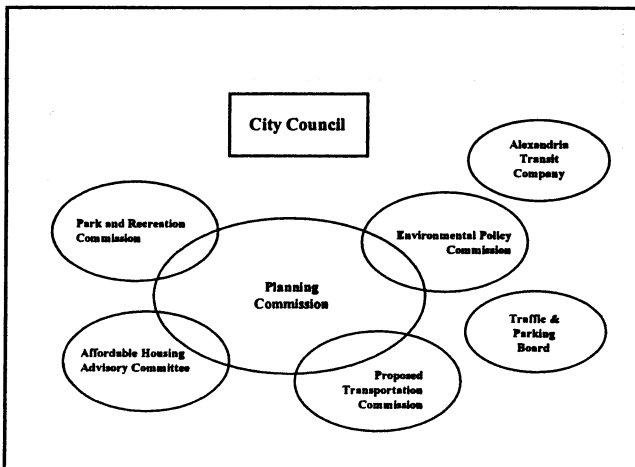 City Council
Alexandria
Transit
Company
Park and Recreation
Commission
Environmental Policy
Commission
Planning
Commission
Traffic &
Parking
Board
Affordable Housing
Advisory Committee
Proposed
Transportation
Commission